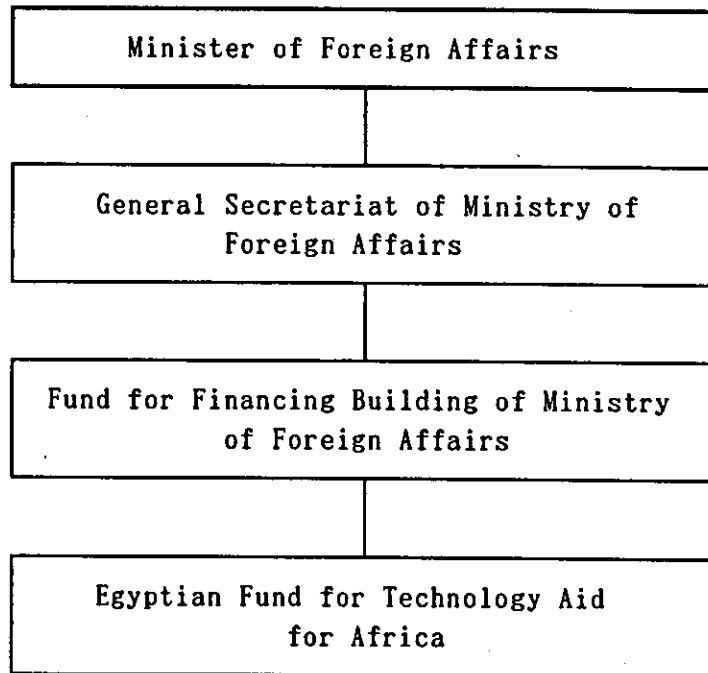 Minister of Foreign Affairs
General Secretariat of Ministry of
Foreign Affairs
Fund for Financing Building of Ministry
of Foreign Affairs
Egyptian Fund for Technology Aid
for Africa